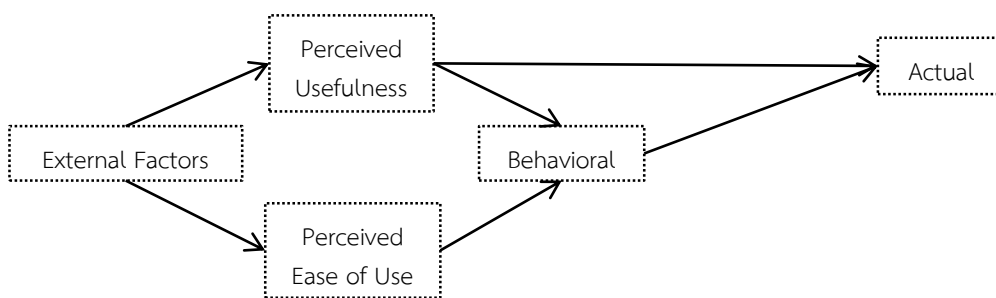 Perceived
Usefulness
Actual
External Factors
Behavioral
Perceived
Ease of Use